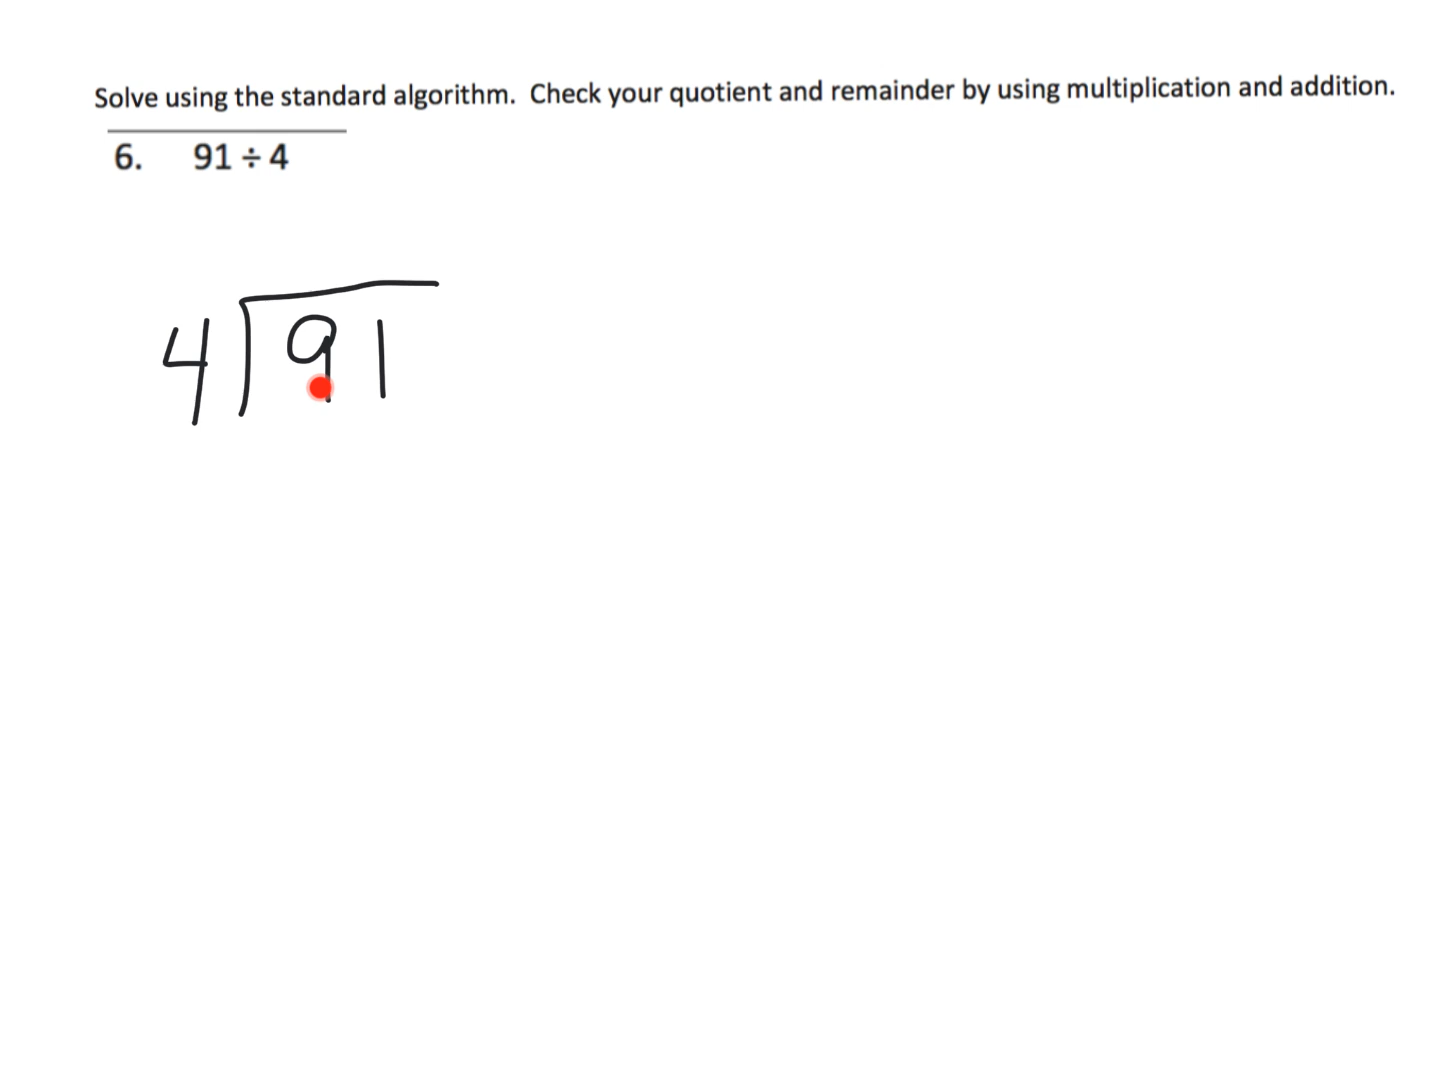 Solve using the standard algorithm. Check your quotient and remainder by using multiplication and addition.
6. 91 ÷ 4
4 91